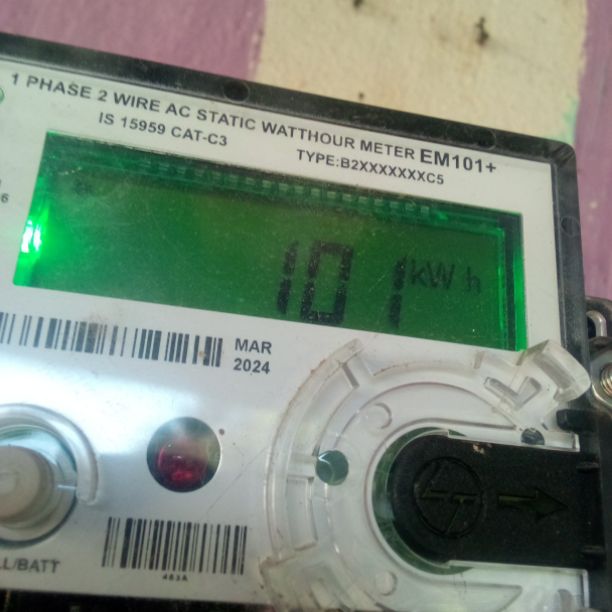 1 PHASE 2 WIRE AC STATIC WATTHOUR METER EM101+
IS 15959 CAT-C3
TYPE:B2XXXXXXXC5
101 kWh
MAR
2024